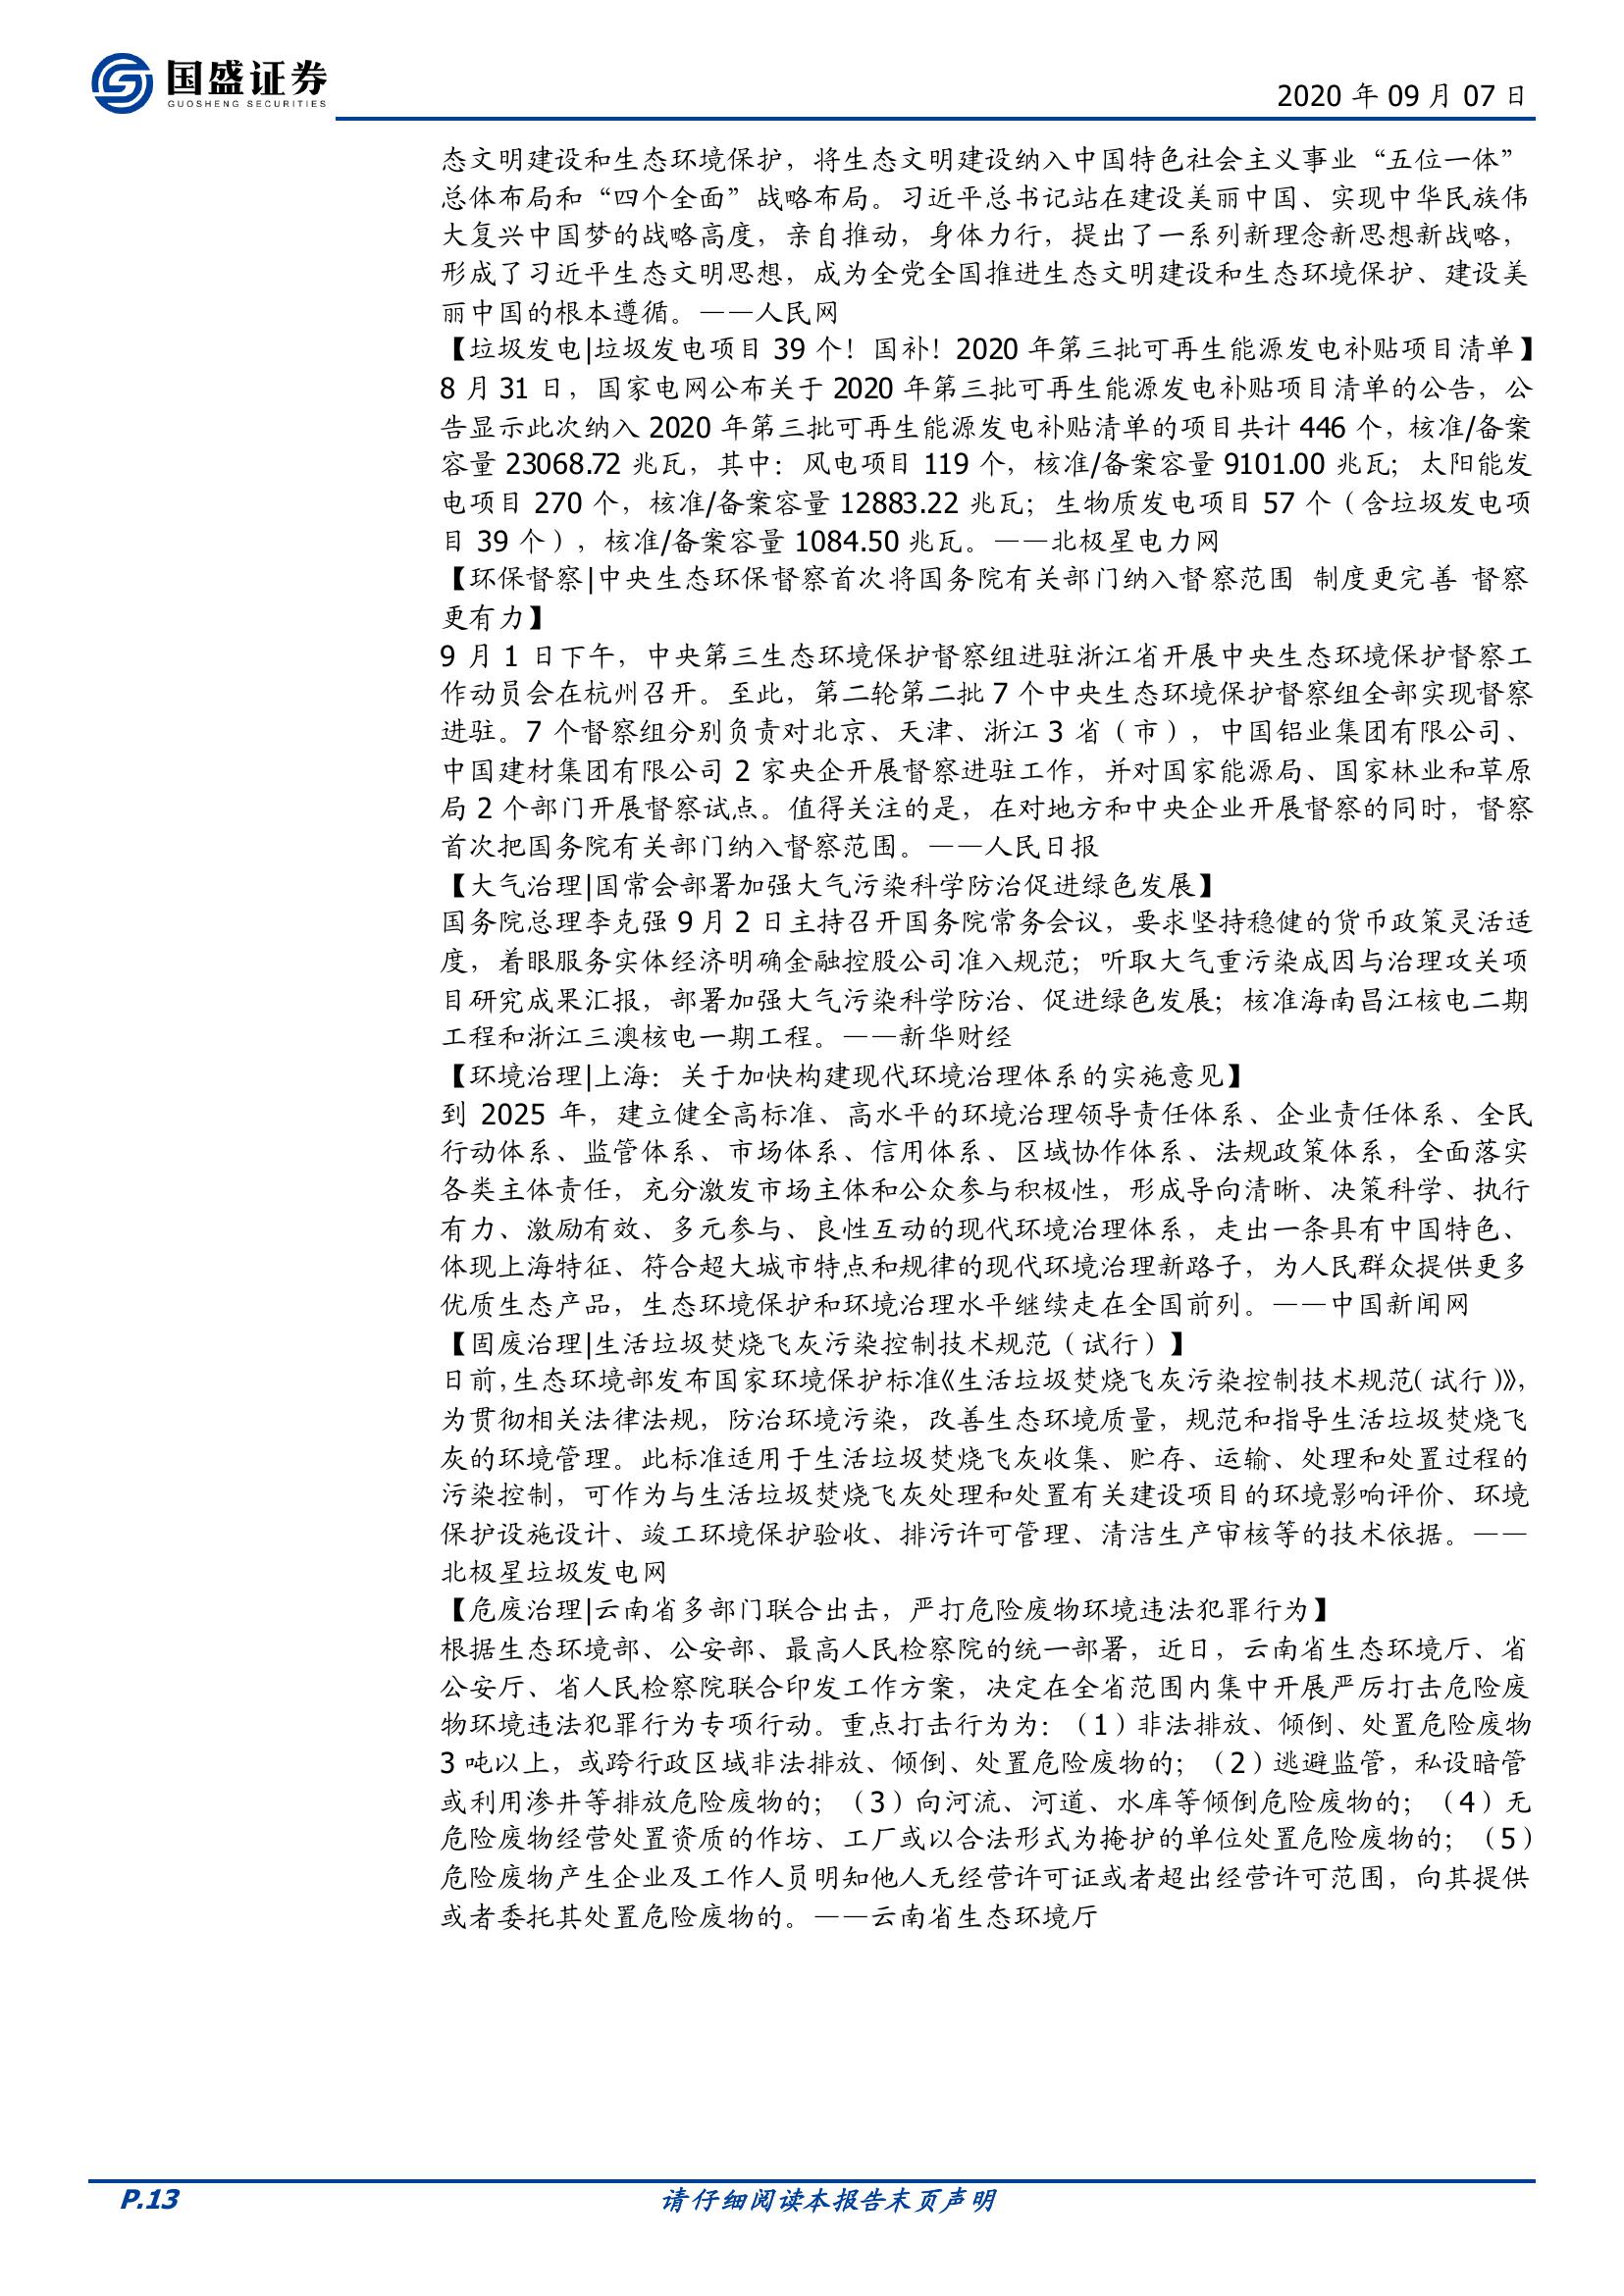 国盛证券
GUOSHENG SECURITIES
2020 年 09 月 07 日
态文明建设和生态环境保护，将生态文明建设纳入中国特色社会主义事业“五位一体”
总体布局和“四个全面”战略布局。习近平总书记站在建设美丽中国、实现中华民族伟
大复兴中国梦的战略高度，亲自推动，身体力行，提出了一系列新理念新思想新战略，
形成了习近平生态文明思想，成为全党全国推进生态文明建设和生态环境保护、建设美
丽中国的根本遵循。——人民网
【垃圾发电|垃圾发电项目 39 个！国补！2020 年第三批可再生能源发电补贴项目清单】
8 月 31 日，国家电网公布关于 2020 年第三批可再生能源发电补贴项目清单的公告，公
告显示此次纳入 2020 年第三批可再生能源发电补贴清单的项目共计 446 个，核准/备案
容量 23068.72 兆瓦，其中：风电项目 119 个，核准/备案容量 9101.00 兆瓦；太阳能发
电项目 270 个，核准/备案容量 12883.22 兆瓦；生物质发电项目 57 个（含垃圾发电项
目 39 个），核准/备案容量 1084.50 兆瓦。——北极星电力网
【环保督察|中央生态环保督察首次将国务院有关部门纳入督察范围 制度更完善 督察
更有力】
9 月 1 日下午，中央第三生态环境保护督察组进驻浙江省开展中央生态环境保护督察工
作动员会在杭州召开。至此，第二轮第二批 7 个中央生态环境保护督察组全部实现督察
进驻。7 个督察组分别负责对北京、天津、浙江 3 省（市），中国铝业集团有限公司、
中国建材集团有限公司 2 家央企开展督察进驻工作，并对国家能源局、国家林业和草原
局 2 个部门开展督察试点。值得关注的是，在对地方和中央企业开展督察的同时，督察
首次把国务院有关部门纳入督察范围。——人民日报
【大气治理|国常会部署加强大气污染科学防治促进绿色发展】
国务院总理李克强 9 月 2 日主持召开国务院常务会议，要求坚持稳健的货币政策灵活适
度，着眼服务实体经济明确金融控股公司准入规范；听取大气重污染成因与治理攻关项
目研究成果汇报，部署加强大气污染科学防治、促进绿色发展；核准海南昌江核电二期
工程和浙江三澳核电一期工程。——新华财经
【环境治理|上海：关于加快构建现代环境治理体系的实施意见】
到 2025 年，建立健全高标准、高水平的环境治理领导责任体系、企业责任体系、全民
行动体系、监管体系、市场体系、信用体系、区域协作体系、法规政策体系，全面落实
各类主体责任，充分激发市场主体和公众参与积极性，形成导向清晰、决策科学、执行
有力、激励有效、多元参与、良性互动的现代环境治理体系，走出一条具有中国特色、
体现上海特征、符合超大城市特点和规律的现代环境治理新路子，为人民群众提供更多
优质生态产品，生态环境保护和环境治理水平继续走在全国前列。——中国新闻网
【固废治理|生活垃圾焚烧飞灰污染控制技术规范（试行）】
日前，生态环境部发布国家环境保护标准《生活垃圾焚烧飞灰污染控制技术规范（试行）》，
为贯彻相关法律法规，防治环境污染，改善生态环境质量，规范和指导生活垃圾焚烧飞
灰的环境管理。此标准适用于生活垃圾焚烧飞灰收集、贮存、运输、处理和处置过程的
污染控制，可作为与生活垃圾焚烧飞灰处理和处置有关建设项目的环境影响评价、环境
保护设施设计、竣工环境保护验收、排污许可管理、清洁生产审核等的技术依据。——
北极星垃圾发电网
【危废治理|云南省多部门联合出击，严打危险废物环境违法犯罪行为】
根据生态环境部、公安部、最高人民检察院的统一部署，近日，云南省生态环境厅、省
公安厅、省人民检察院联合印发工作方案，决定在全省范围内集中开展严厉打击危险废
物环境违法犯罪行为专项行动。重点打击行为为：（1）非法排放、倾倒、处置危险废物
3 吨以上，或跨行政区域非法排放、倾倒、处置危险废物的；（2）逃避监管，私设暗管
或利用渗井等排放危险废物的；（3）向河流、河道、水库等倾倒危险废物的；（4）无
危险废物经营处置资质的作坊、工厂或以合法形式为掩护的单位处置危险废物的；（5）
危险废物产生企业及工作人员明知他人无经营许可证或者超出经营许可范围，向其提供
或者委托其处置危险废物的。——云南省生态环境厅
P.13
请仔细阅读本报告末页声明